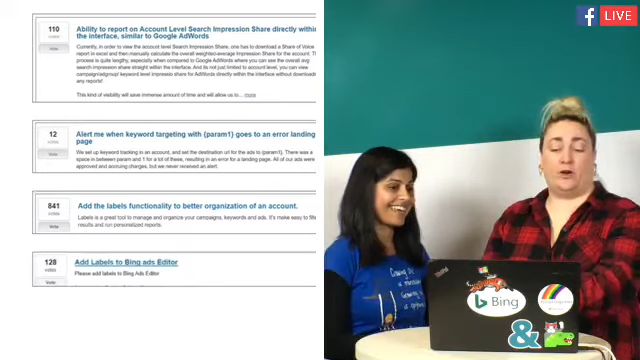 110
votes
Vote
Ability to report on Account Level Search Impression Share directly within
the interface, similar to Google AdWords
Currently, in order to view the account level Search Impression Share, one has to download a Share of Voice
report in excel and then manually calculate the overall weighted-average Impression Share for the account. The
process is quite lengthy, especially when compared to Google AdWords where you can see the overall avg
search impression share straight within the interface. And its not just limited to account level, you can view
campaign/adgroup/ keyword level impressio share for AdWords directly within the interface without downloading
any reports!
This kind of visibility will save immense amount of time and will allow us to... more
12
votes
Vote
Alert me when keyword targeting with {param1} goes to an error landing
page
We set up keyword tracking in an account, and set the destination url for the ads to {param1}. There was a
space in between param and 1 for a lot of these, resulting in an error for a landing page. All of our ads were
approved and accruing charges, but we never received an alert.
841
votes
Vote
Add the labels functionality to better organization of an account.
Labels is a great tool to manage and organize your campaigns, keywords and ads. It's make easy to filter
results and run personalized reports.
128
votes
Vote
Add Labels to Bing ads Editor
Please add labels to Bing Ads Editor
f LIVE
ThinkPad
Bing
&